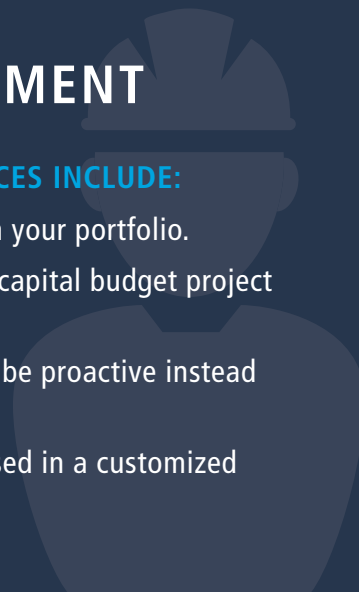 MENT
CES INCLUDE:
your portfolio.
capital budget project
be proactive instead
sed in a customized